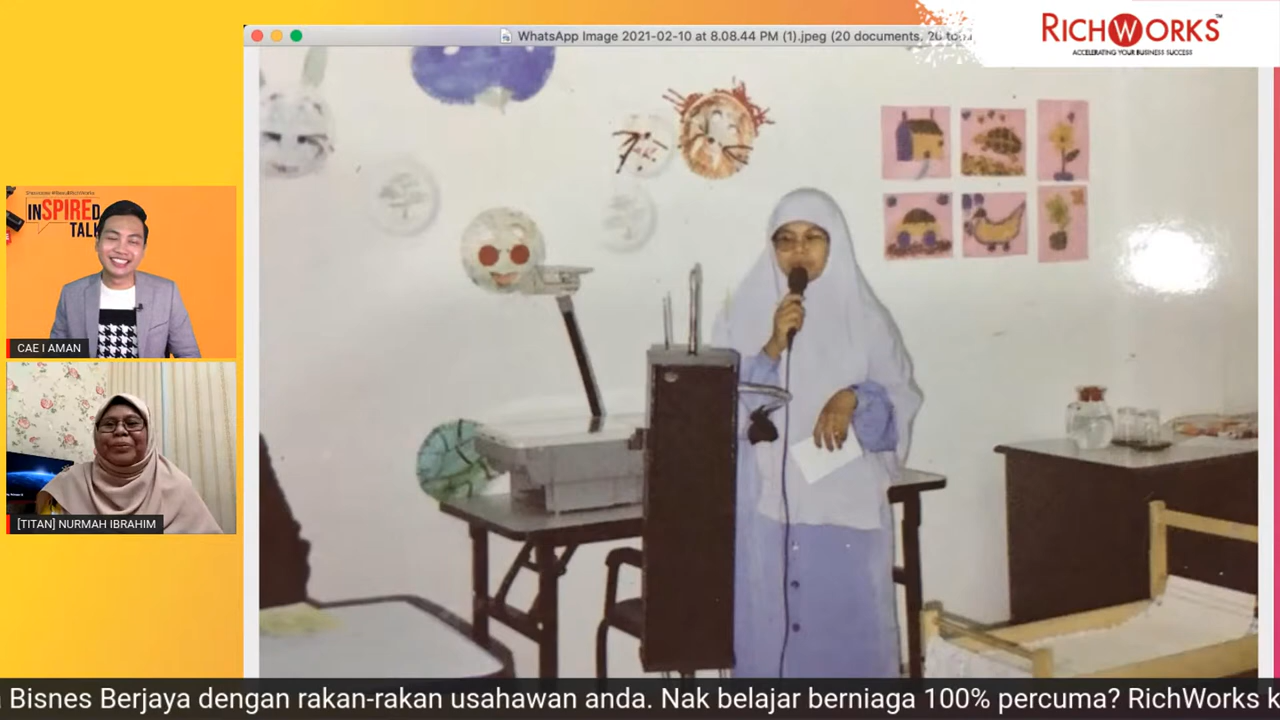 WhatsApp Image 2021-02-10 at 8.08.44 PM (1).jpeg (20 documents, 20
RICHWORKS™
ACCELERATING YOUR BUSINESS SUCCESS
INSPIRED
TALK
CAE I AMAN
[TITAN] NURMAH IBRAHIM
Bisnes Berjaya dengan rakan-rakan usahawan anda. Nak belajar berniaga 100% percuma? RichWorks k